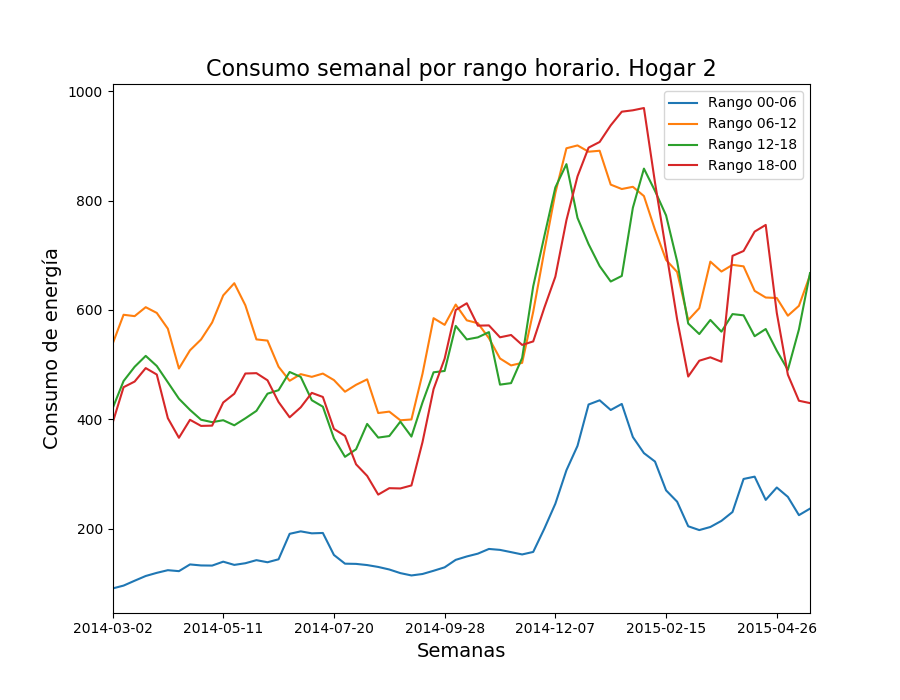 Consumo semanal por rango horario. Hogar 2
Rango 00-06
Rango 06-12
Rango 12-18
Rango 18-00
Consumo de energía
1000
800
600
400
200
2014-03-02
2014-05-11
2014-07-20
2014-09-28
2014-12-07
2015-02-15
2015-04-26
Semanas